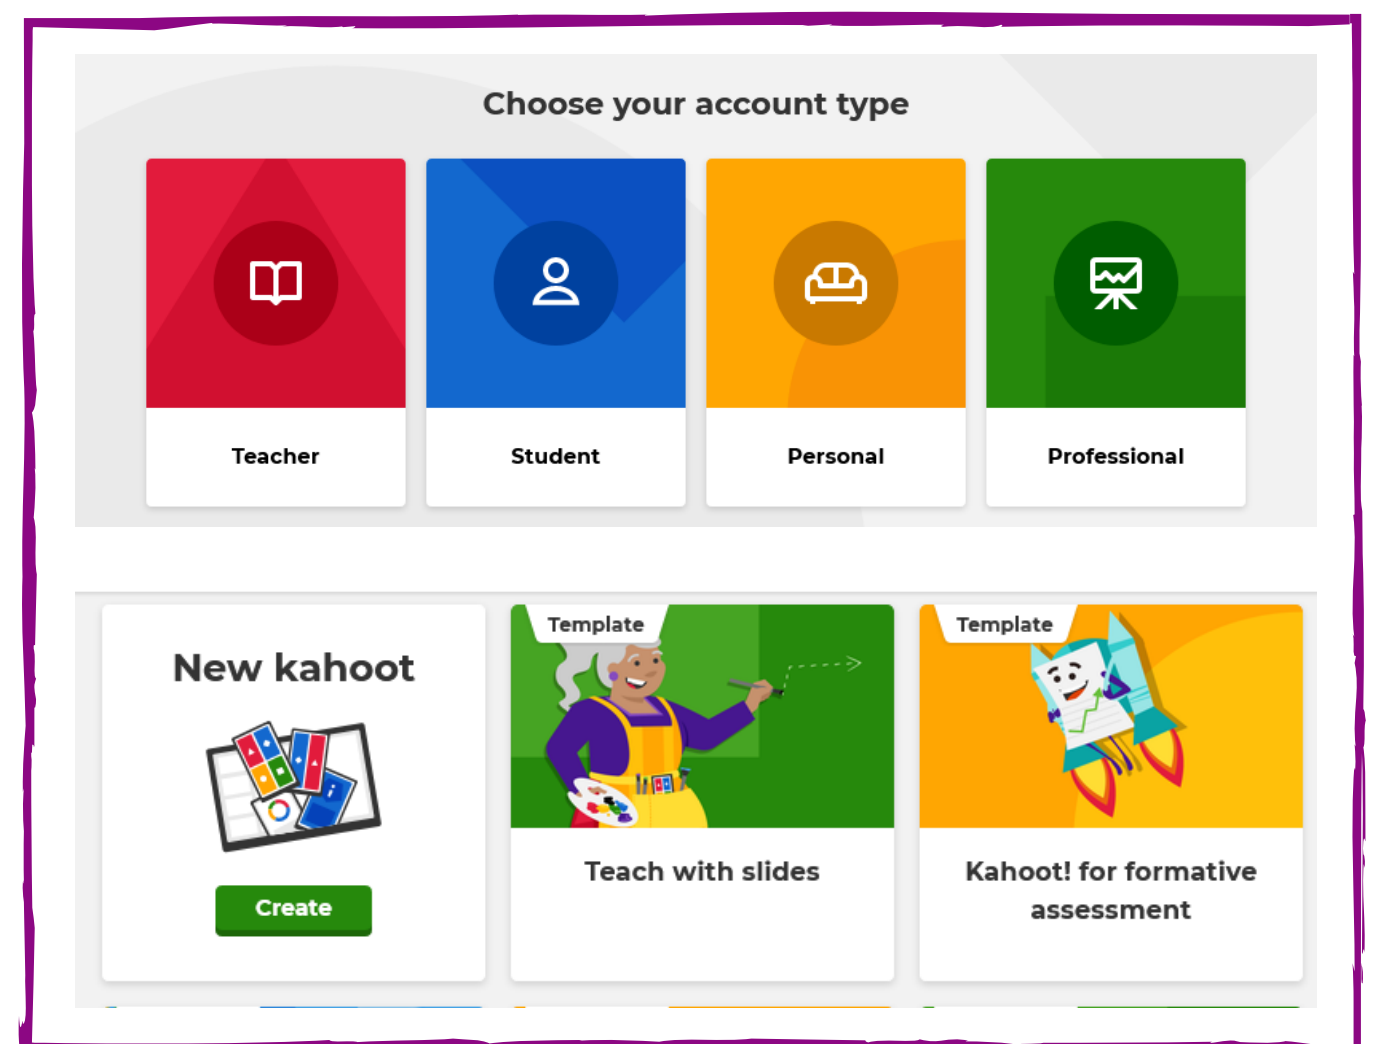 Choose your account type
Teacher
Student
Personal
Professional
New kahoot
Create
Template
Teach with slides
Template
Kahoot! for formative
assessment